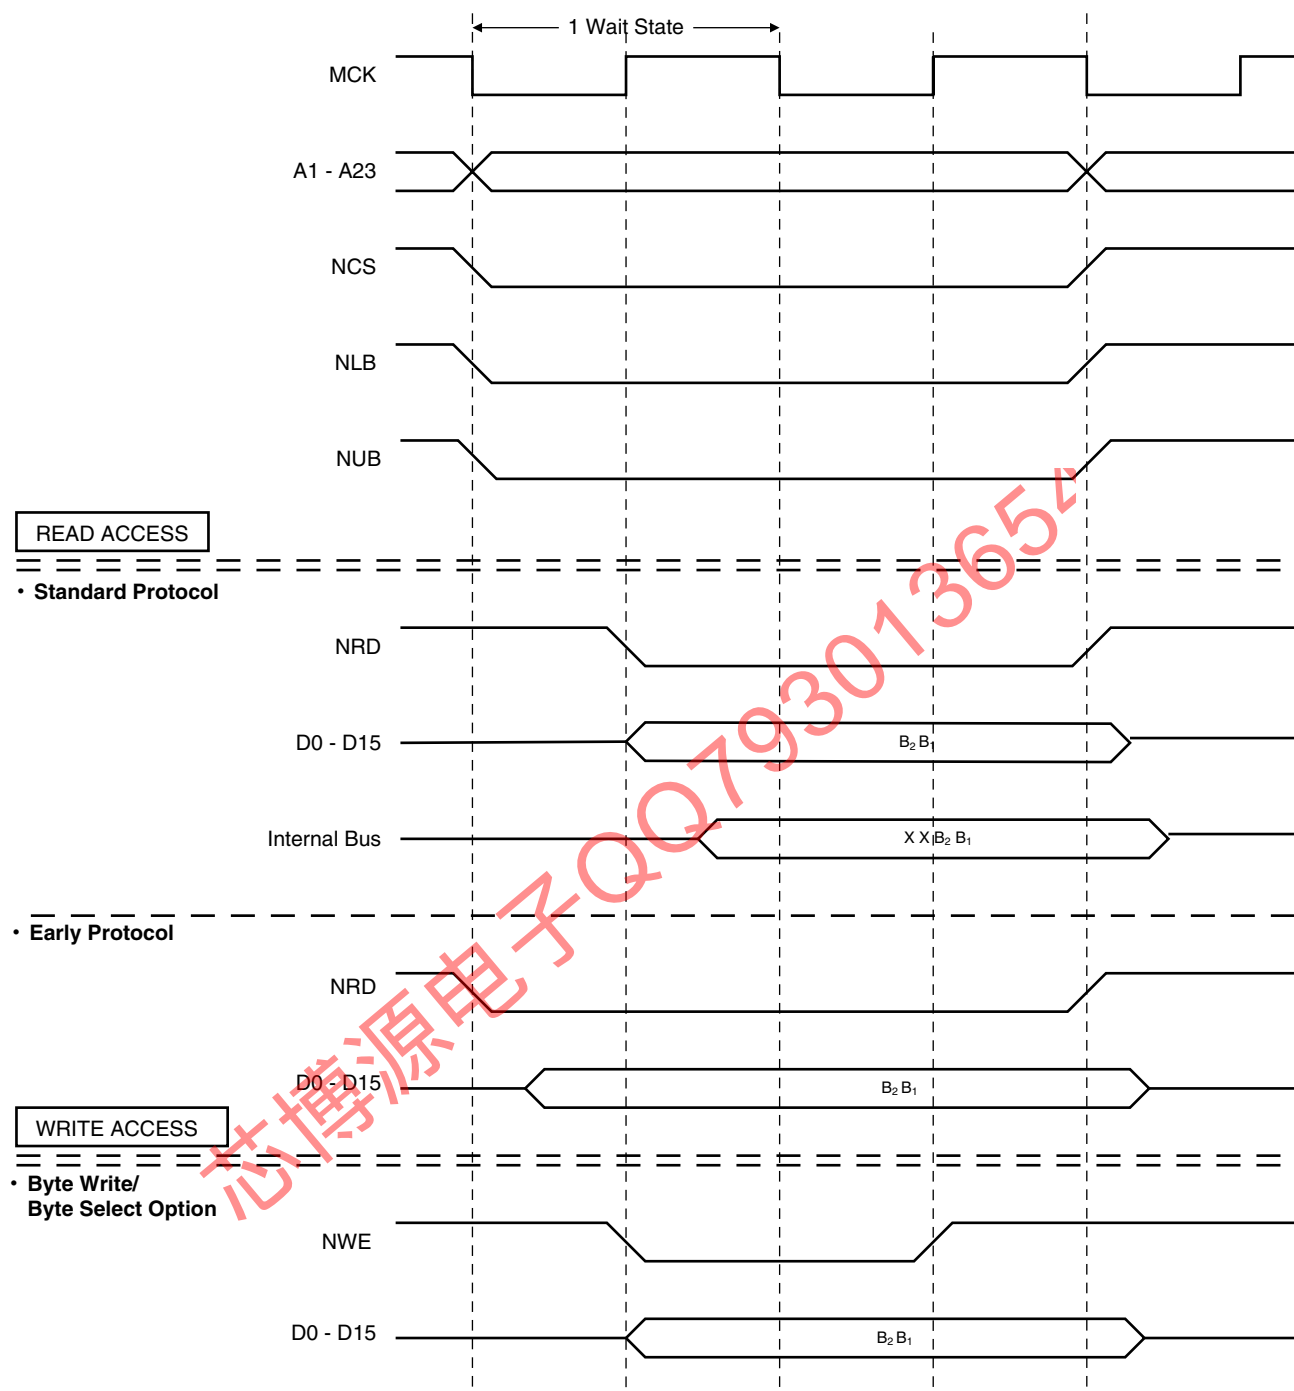 1 Wait State
MCK
A1 - A23
NCS
NLB
NUB
READ ACCESS
• Standard Protocol
NRD
D0 - D15
B₂ B₁
Internal Bus
X X B₂ B₁
• Early Protocol
NRD
D0 - D15
B₂ B₁
WRITE ACCESS
• Byte Write/
Byte Select Option
NWE
D0 - D15
B₂ B₁
芯博源电子QQ793013654